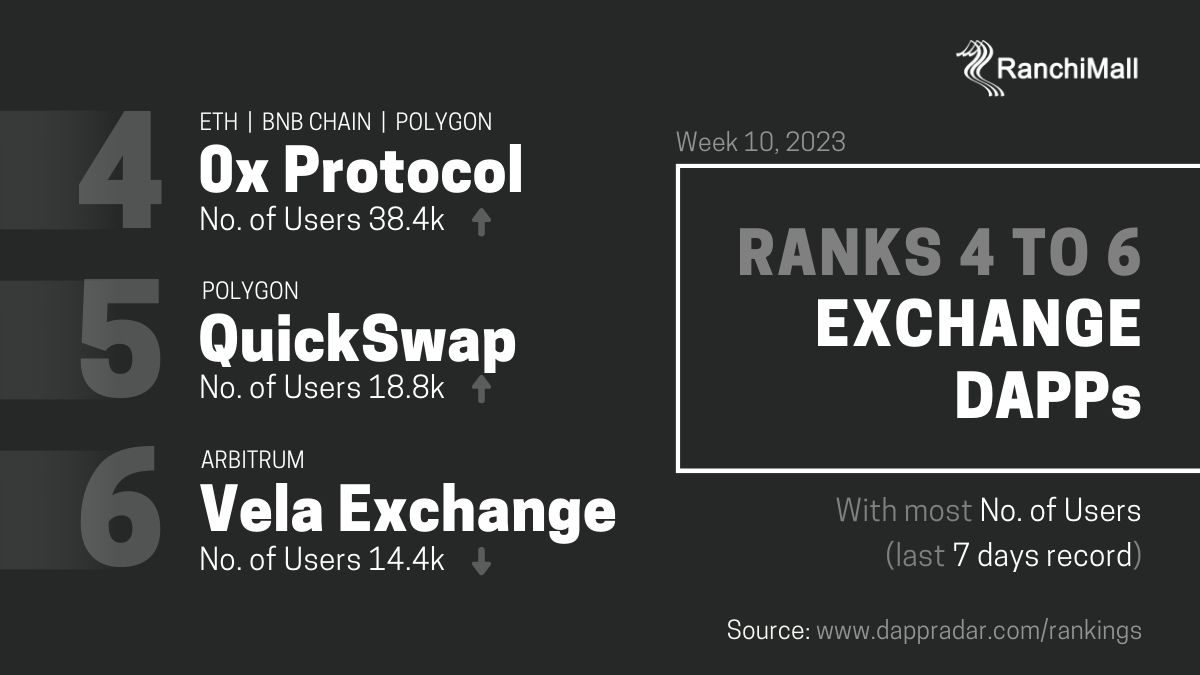 RanchiMall
4
ETH | BNB CHAIN | POLYGON
0x Protocol
No. of Users 38.4k
5
POLYGON
QuickSwap
No. of Users 18.8k
6
ARBITRUM
Vela Exchange
No. of Users 14.4k
Week 10, 2023
RANKS 4 TO 6
EXCHANGE
DAPPs
With most No. of Users
(last 7 days record)
Source: www.dappradar.com/rankings